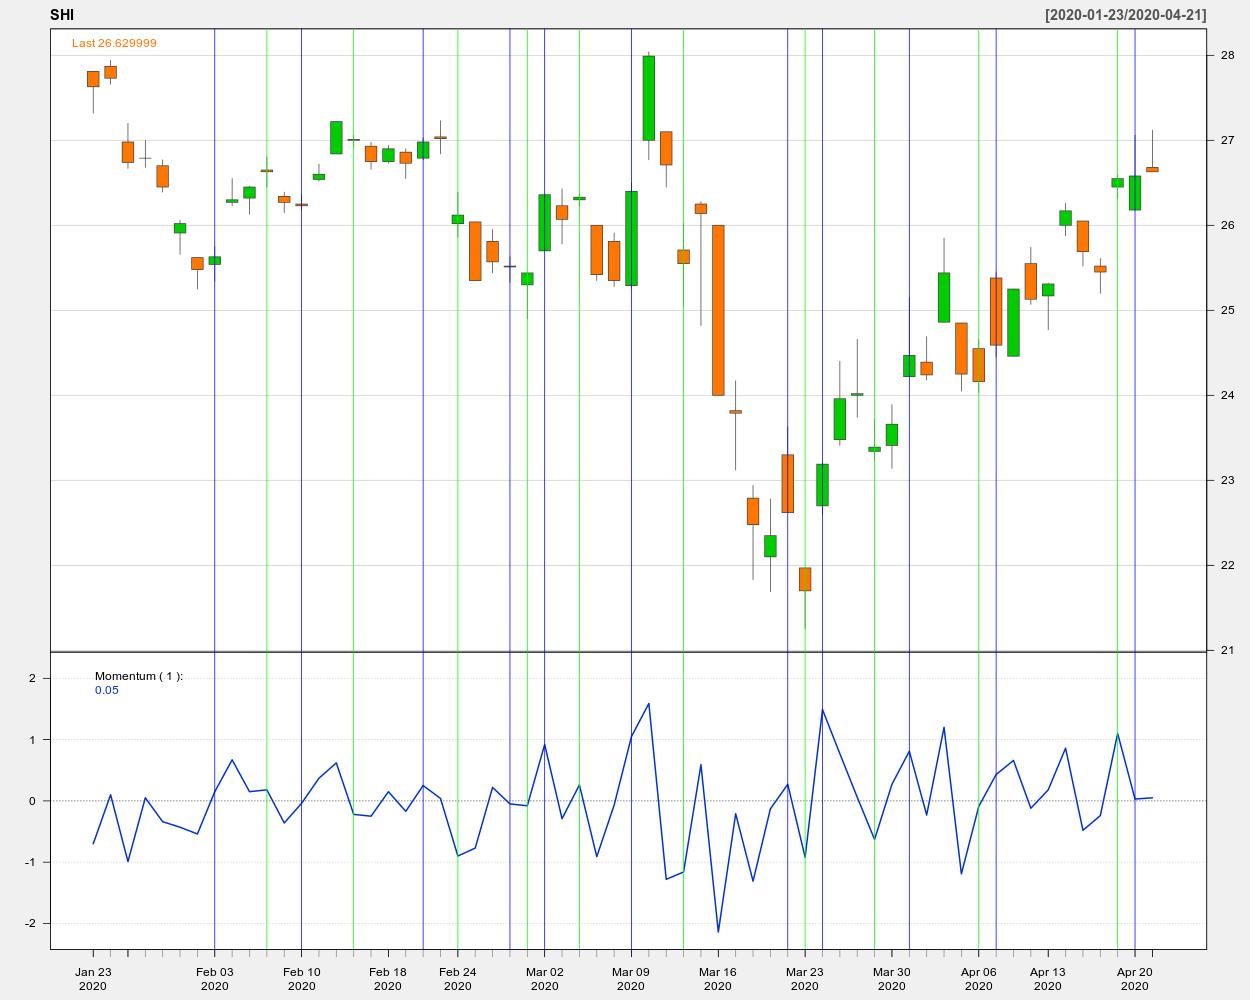 SHI
[2020-01-23/2020-04-21]
Last 26.629999
28
27
26
25
24
23
22
21
Momentum ( 1 ):
0.05
2
1
0
-1
-2
Jan 23 2020
Feb 03 2020
Feb 10 2020
Feb 18 2020
Feb 24 2020
Mar 02 2020
Mar 09 2020
Mar 16 2020
Mar 23 2020
Mar 30 2020
Apr 06 2020
Apr 13 2020
Apr 20 2020